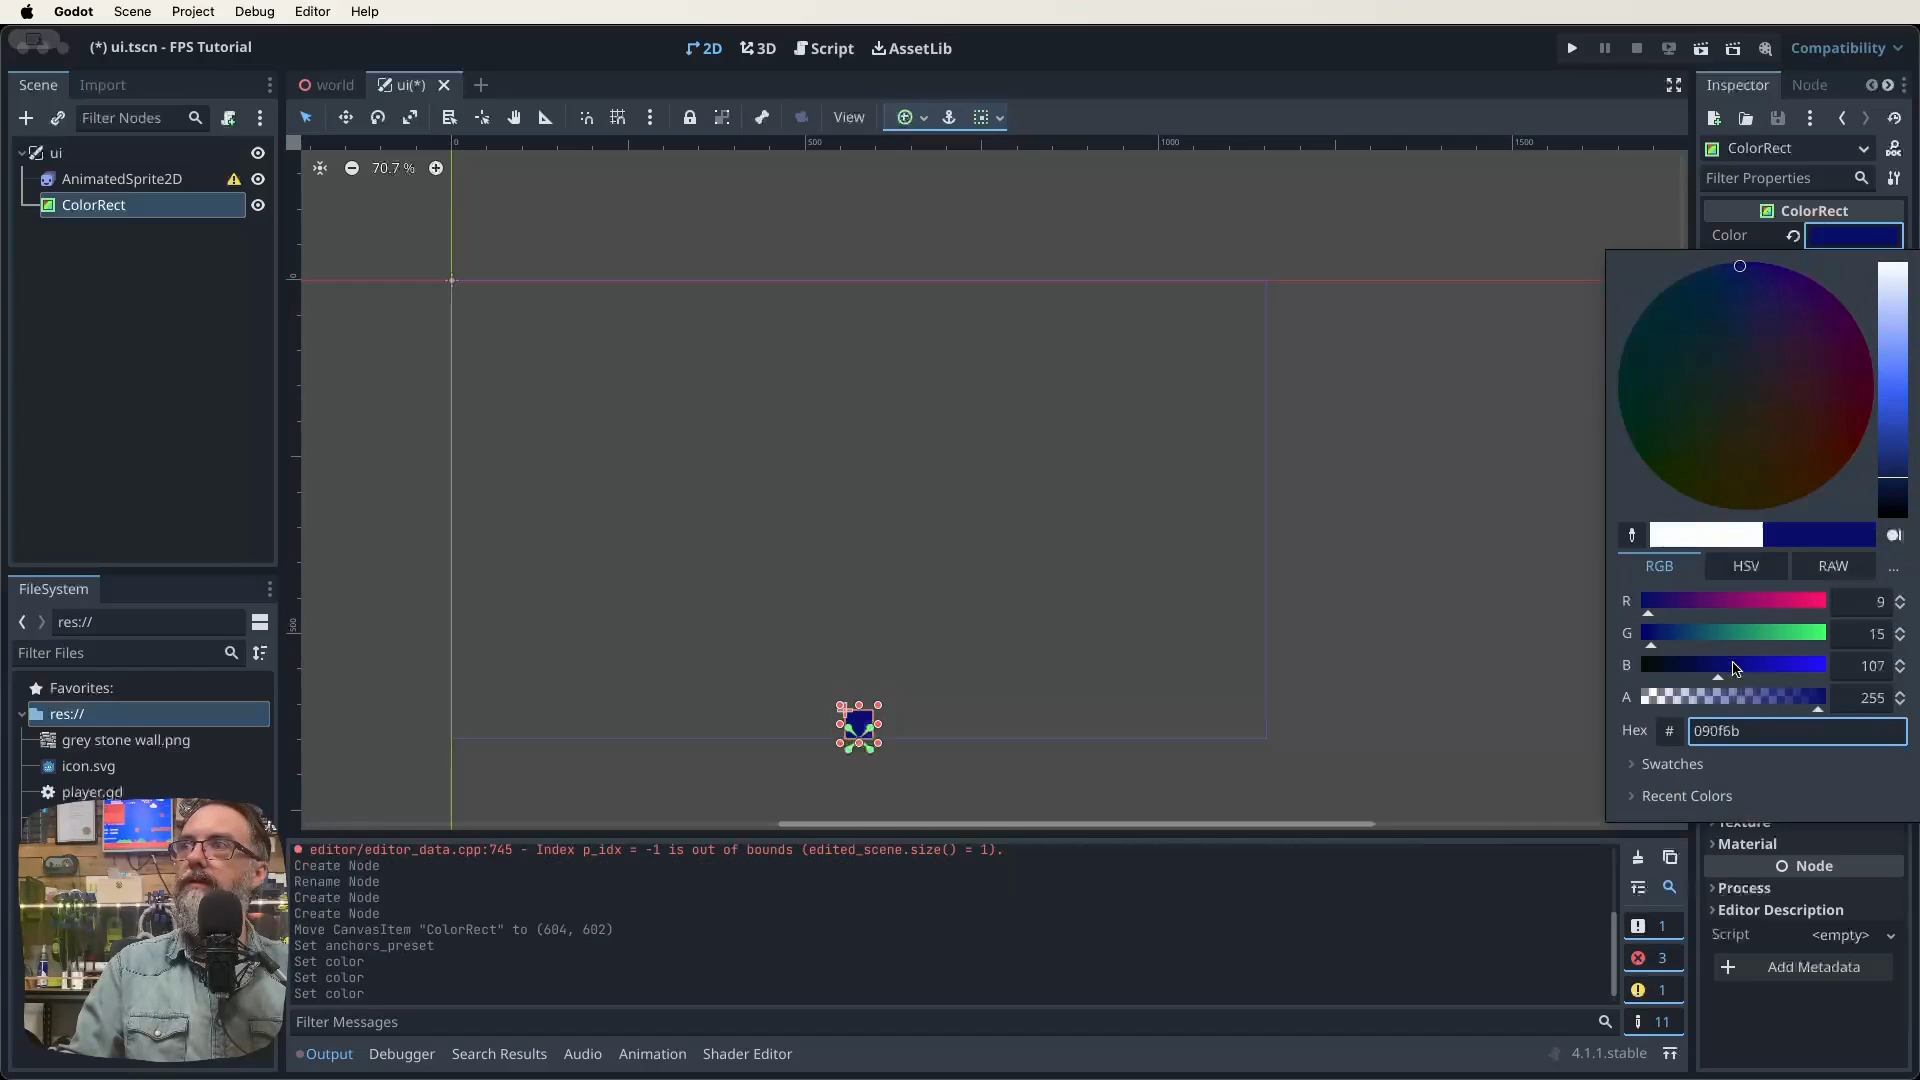 Godot Scene Project Debug Editor Help
(*) ui.tscn - FPS Tutorial
2D 3D Script AssetLib
Compatibility
Scene Import
world ui(*)
Inspector Node
Filter Nodes
View
ui
AnimatedSprite2D
ColorRect
0 500 1000 1500
70.7 %
0
500
ColorRect
Filter Properties
ColorRect
Color
RGB HSV RAW ...
R 9
G 15
B 107
A 255
Hex # 090f6b
Swatches
Recent Colors
Texture
Material
Node
Process
Editor Description
Script <empty>
Add Metadata
FileSystem
res://
Filter Files
Favorites:
res://
grey stone wall.png
icon.svg
player.gd
editor/editor_data.cpp:745 - Index p_idx = -1 is out of bounds (edited_scene.size() = 1).
Create Node
Rename Node
Create Node
Create Node
Move CanvasItem "ColorRect" to (604, 602)
Set anchors_preset
Set color
Set color
Set color
1
3
1
11
Filter Messages
Output Debugger Search Results Audio Animation Shader Editor
4.1.1.stable